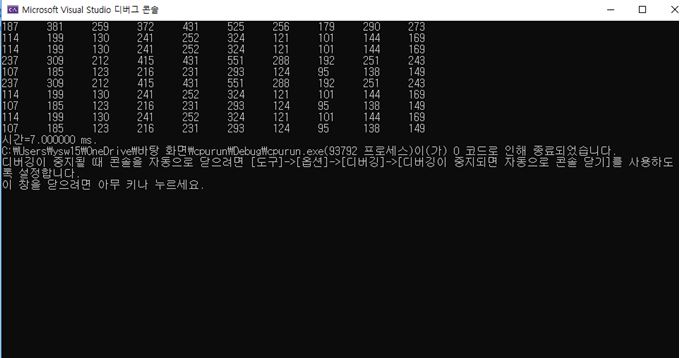 Microsoft Visual Studio 디버그 콘솔
187 381 259 372 431 525 256 179 290 273
114 199 130 241 252 324 121 101 144 169
114 199 130 241 252 324 121 101 144 169
237 309 212 415 431 551 288 192 251 243
107 185 123 216 231 293 124 95 138 149
237 309 212 415 431 551 288 192 251 243
114 199 130 241 252 324 121 101 144 169
107 185 123 216 231 293 124 95 138 149
114 199 130 241 252 324 121 101 144 169
107 185 123 216 231 293 124 95 138 149
시간=7.000000 ms.
C:₩Users₩ysw15₩OneDrive₩바탕 화면₩cpurun₩Debug₩cpurun.exe(93792 프로세스)이(가) 0 코드로 인해 종료되었습니다.
디버깅이 중지될 때 콘솔을 자동으로 닫으려면 [도구]->[옵션]->[디버깅]->[디버깅이 중지되면 자동으로 콘솔 닫기]를 사용하도
록 설정합니다.
이 창을 닫으려면 아무 키나 누르세요.